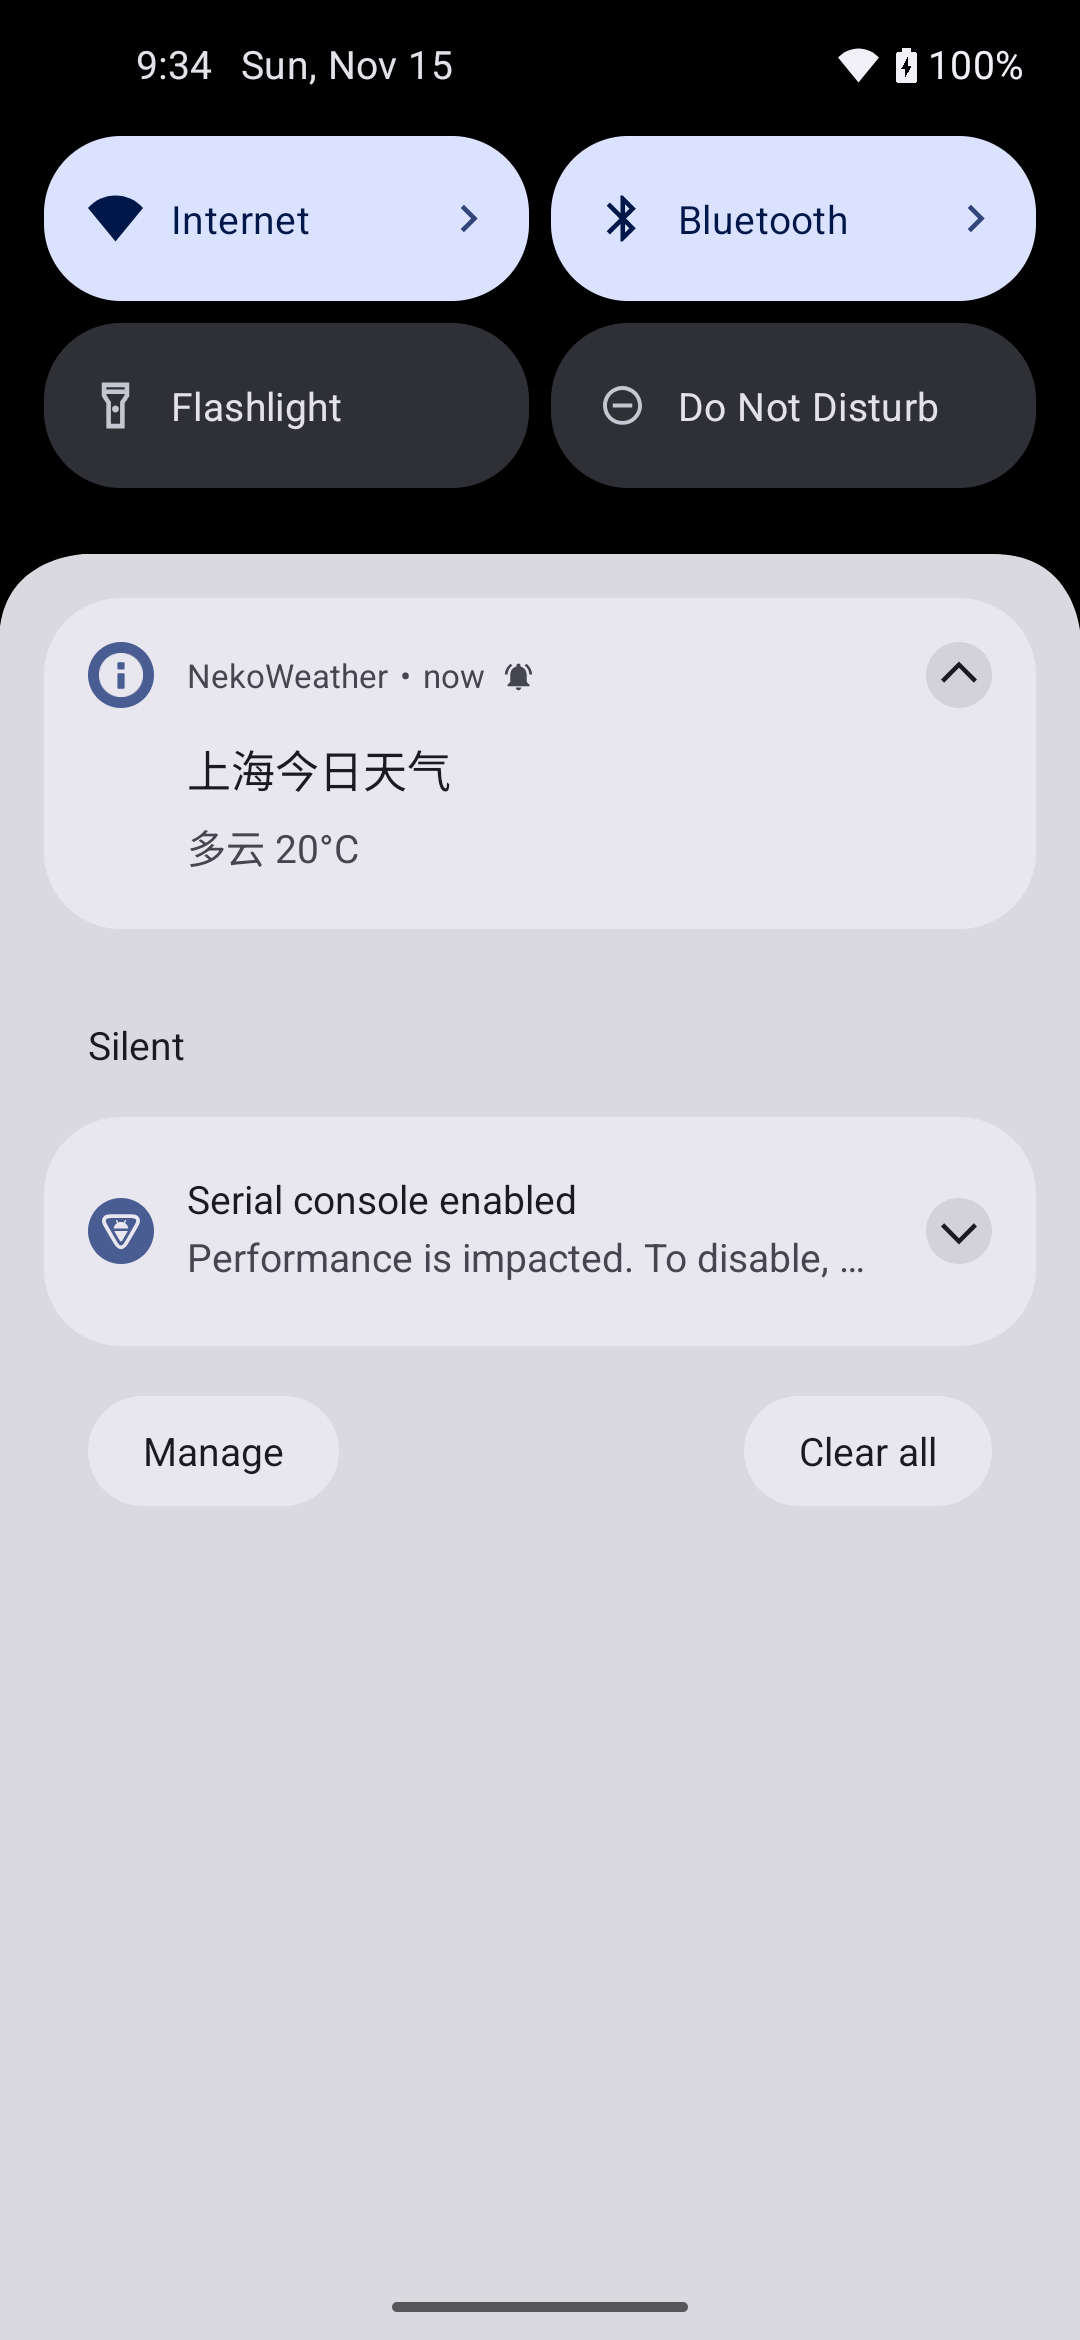 9:34 Sun, Nov 15 100%
Internet
Bluetooth
Flashlight
Do Not Disturb
NekoWeather • now
上海今日天气
多云 20°C
Silent
Serial console enabled
Performance is impacted. To disable, …
Manage
Clear all